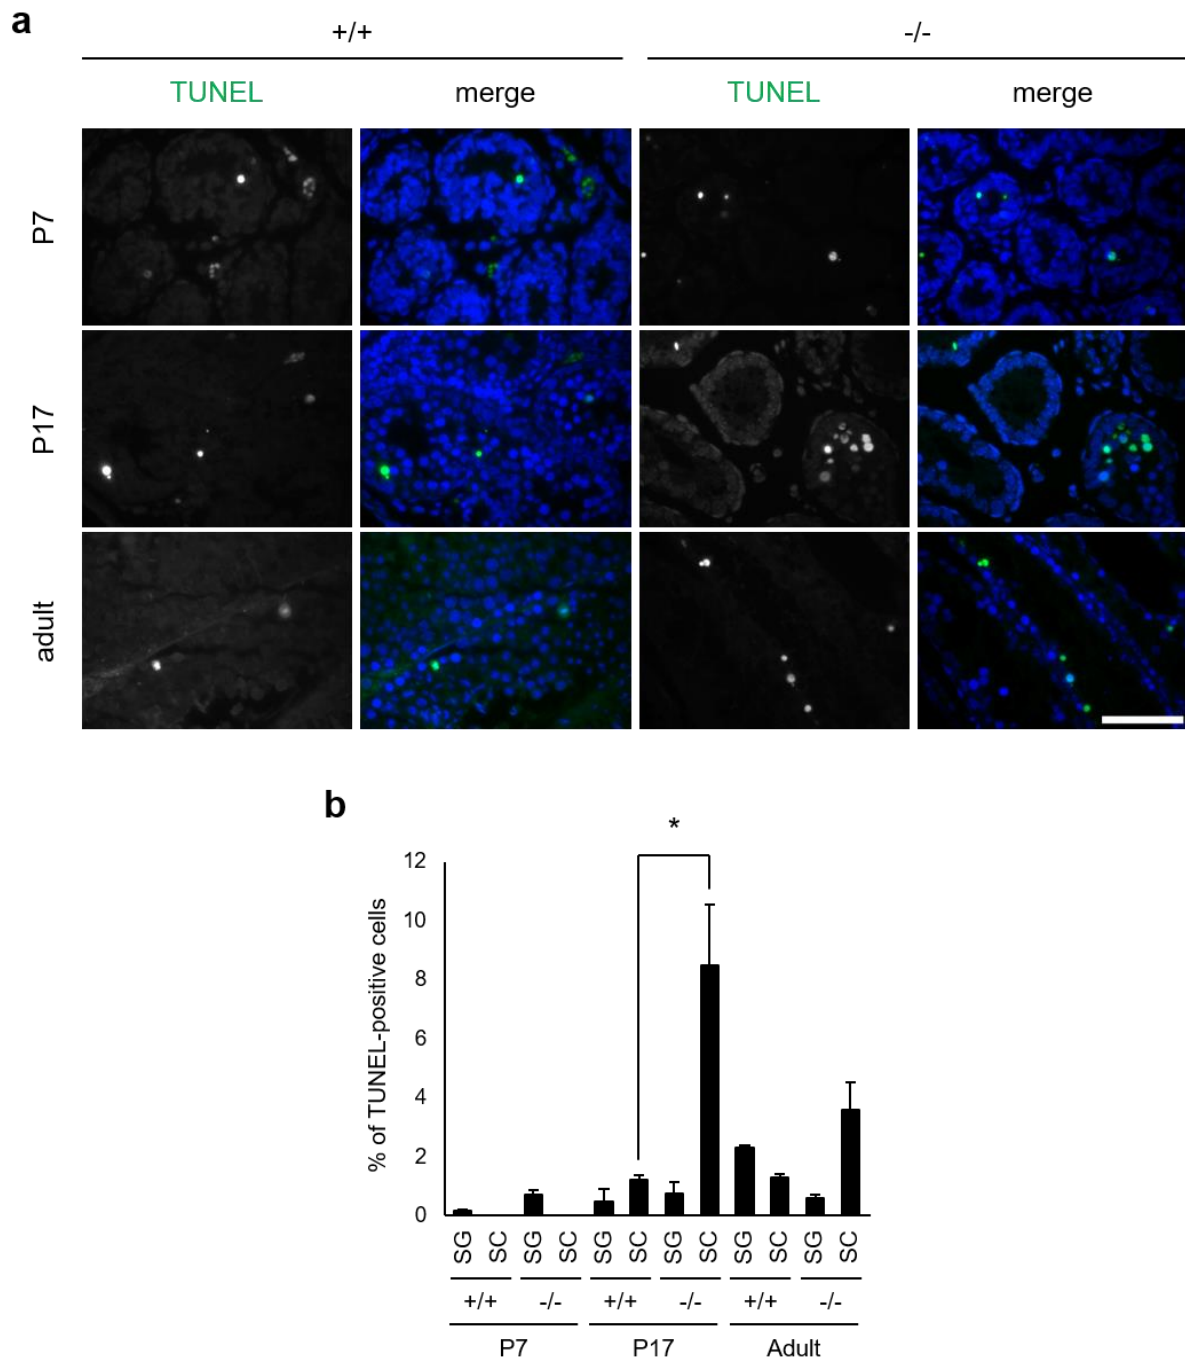 a
+/+ -/-
TUNEL merge TUNEL merge
P7
P17
adult
b
*
12
10
8
6
4
2
0
% of TUNEL-positive cells
SG SC SG SC SG SC SG SC SG SC SG SC
+/+ -/- +/+ -/- +/+ -/-
P7 P17 Adult